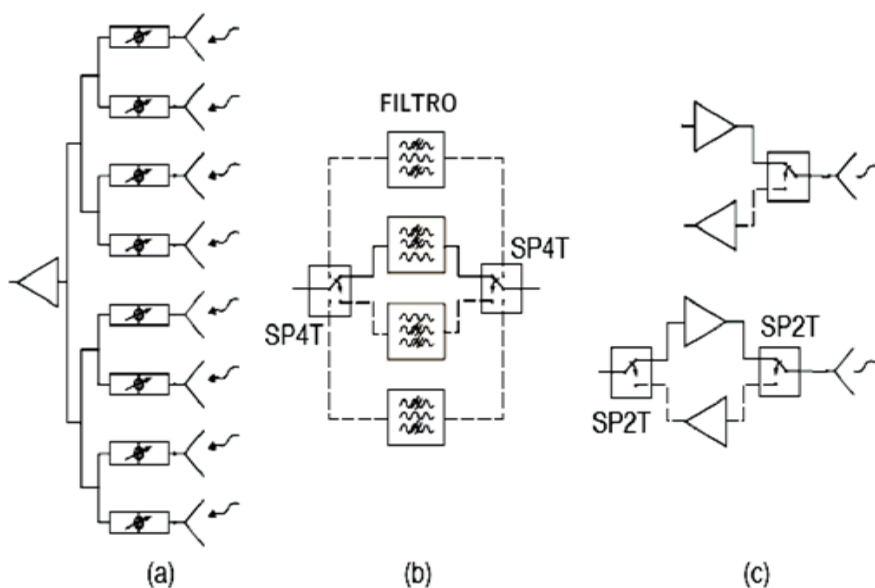 FILTRO
SP4T
SP4T
SP2T
SP2T
(a)
(b)
(c)